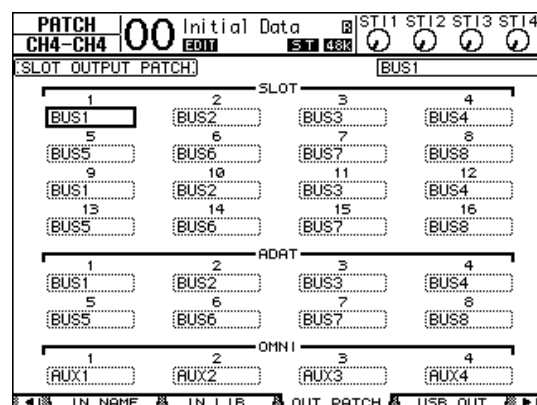 PATCH 00 Initial Data R ST11 ST12 ST13 ST14
CH4-CH4 EDIT ST 48K
SLOT OUTPUT PATCH BUS1
SLOT
1 2 3 4
BUS1 BUS2 BUS3 BUS4
5 6 7 8
BUS5 BUS6 BUS7 BUS8
9 10 11 12
BUS1 BUS2 BUS3 BUS4
13 14 15 16
BUS5 BUS6 BUS7 BUS8
ADAT
1 2 3 4
BUS1 BUS2 BUS3 BUS4
5 6 7 8
BUS5 BUS6 BUS7 BUS8
OMNI
1 2 3 4
AUX1 AUX2 AUX3 AUX4
IN NAME IN LIB OUT PATCH USB OUT